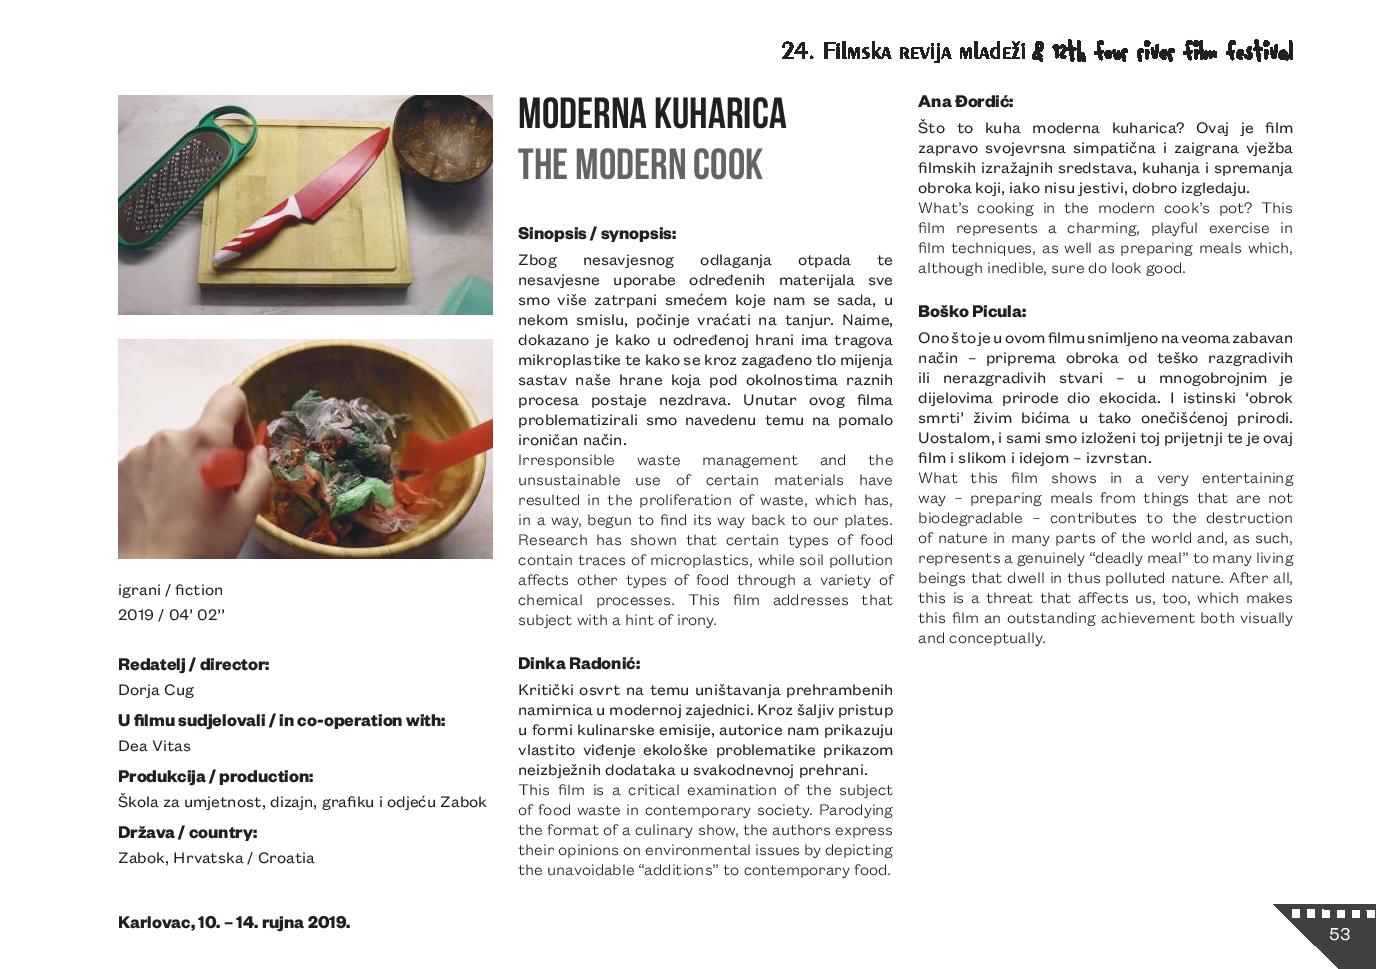 24. Filmska revija mladeži & 12th four river film festival
igrani / fiction
2019 / 04’ 02’’
Redatelj / director:
Dorja Cug
U filmu sudjelovali / in co-operation with:
Dea Vitas
Produkcija / production:
Škola za umjetnost, dizajn, grafiku i odjeću Zabok
Država / country:
Zabok, Hrvatska / Croatia
MODERNA KUHARICA
THE MODERN COOK
Sinopsis / synopsis:
Zbog nesavjesnog odlaganja otpada te
nesavjesne uporabe određenih materijala sve
smo više zatrpani smećem koje nam se sada, u
nekom smislu, počinje vraćati na tanjur. Naime,
dokazano je kako u određenoj hrani ima tragova
mikroplastike te kako se kroz zagađeno tlo mijenja
sastav naše hrane koja pod okolnostima raznih
procesa postaje nezdrava. Unutar ovog filma
problematizirali smo navedenu temu na pomalo
ironičan način.
Irresponsible waste management and the
unsustainable use of certain materials have
resulted in the proliferation of waste, which has,
in a way, begun to find its way back to our plates.
Research has shown that certain types of food
contain traces of microplastics, while soil pollution
affects other types of food through a variety of
chemical processes. This film addresses that
subject with a hint of irony.
Dinka Radonić:
Kritički osvrt na temu uništavanja prehrambenih
namirnica u modernoj zajednici. Kroz šaljiv pristup
u formi kulinarske emisije, autorice nam prikazuju
vlastito viđenje ekološke problematike prikazom
neizbježnih dodataka u svakodnevnoj prehrani.
This film is a critical examination of the subject
of food waste in contemporary society. Parodying
the format of a culinary show, the authors express
their opinions on environmental issues by depicting
the unavoidable “additions” to contemporary food.
Ana Đordić:
Što to kuha moderna kuharica? Ovaj je film
zapravo svojevrsna simpatična i zaigrana vježba
filmskih izražajnih sredstava, kuhanja i spremanja
obroka koji, iako nisu jestivi, dobro izgledaju.
What’s cooking in the modern cook’s pot? This
film represents a charming, playful exercise in
film techniques, as well as preparing meals which,
although inedible, sure do look good.
Boško Picula:
Ono što je u ovom filmu snimljeno na veoma zabavan
način – priprema obroka od teško razgradivih
ili nerazgradivih stvari – u mnogobrojnim je
dijelovima prirode dio ekocida. I istinski ‘obrok
smrti’ živim bićima u tako onečišćenoj prirodi.
Uostalom, i sami smo izloženi toj prijetnji te je ovaj
film i slikom i idejom – izvrstan.
What this film shows in a very entertaining
way – preparing meals from things that are not
biodegradable – contributes to the destruction
of nature in many parts of the world and, as such,
represents a genuinely “deadly meal” to many living
beings that dwell in thus polluted nature. After all,
this is a threat that affects us, too, which makes
this film an outstanding achievement both visually
and conceptually.
Karlovac, 10. – 14. rujna 2019.
53